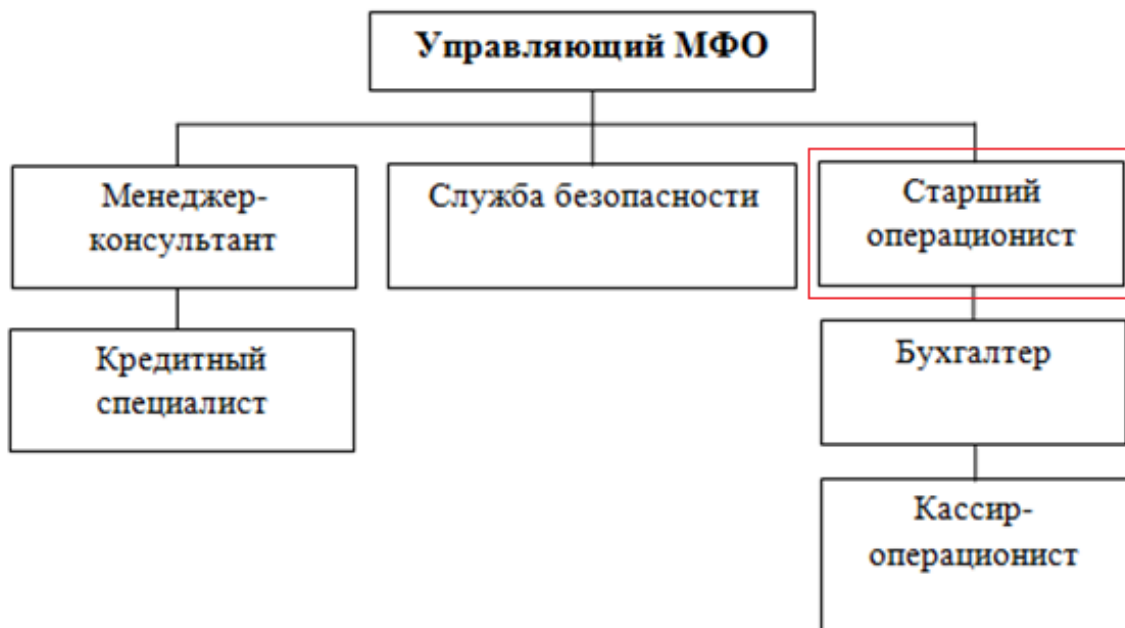 Управляющий МФО
Менеджер-
консультант
Служба безопасности
Старший
операционист
Кредитный
специалист
Бухгалтер
Кассир-
операционист